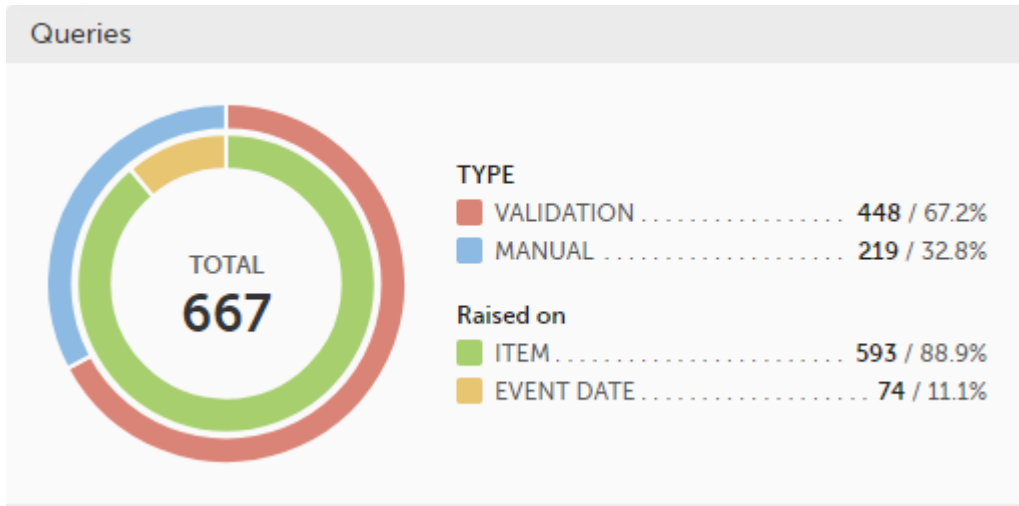 Queries
TOTAL
667
TYPE
VALIDATION ................. 448 / 67.2%
MANUAL ..................... 219 / 32.8%
Raised on
ITEM ........................ 593 / 88.9%
EVENT DATE ................... 74 / 11.1%